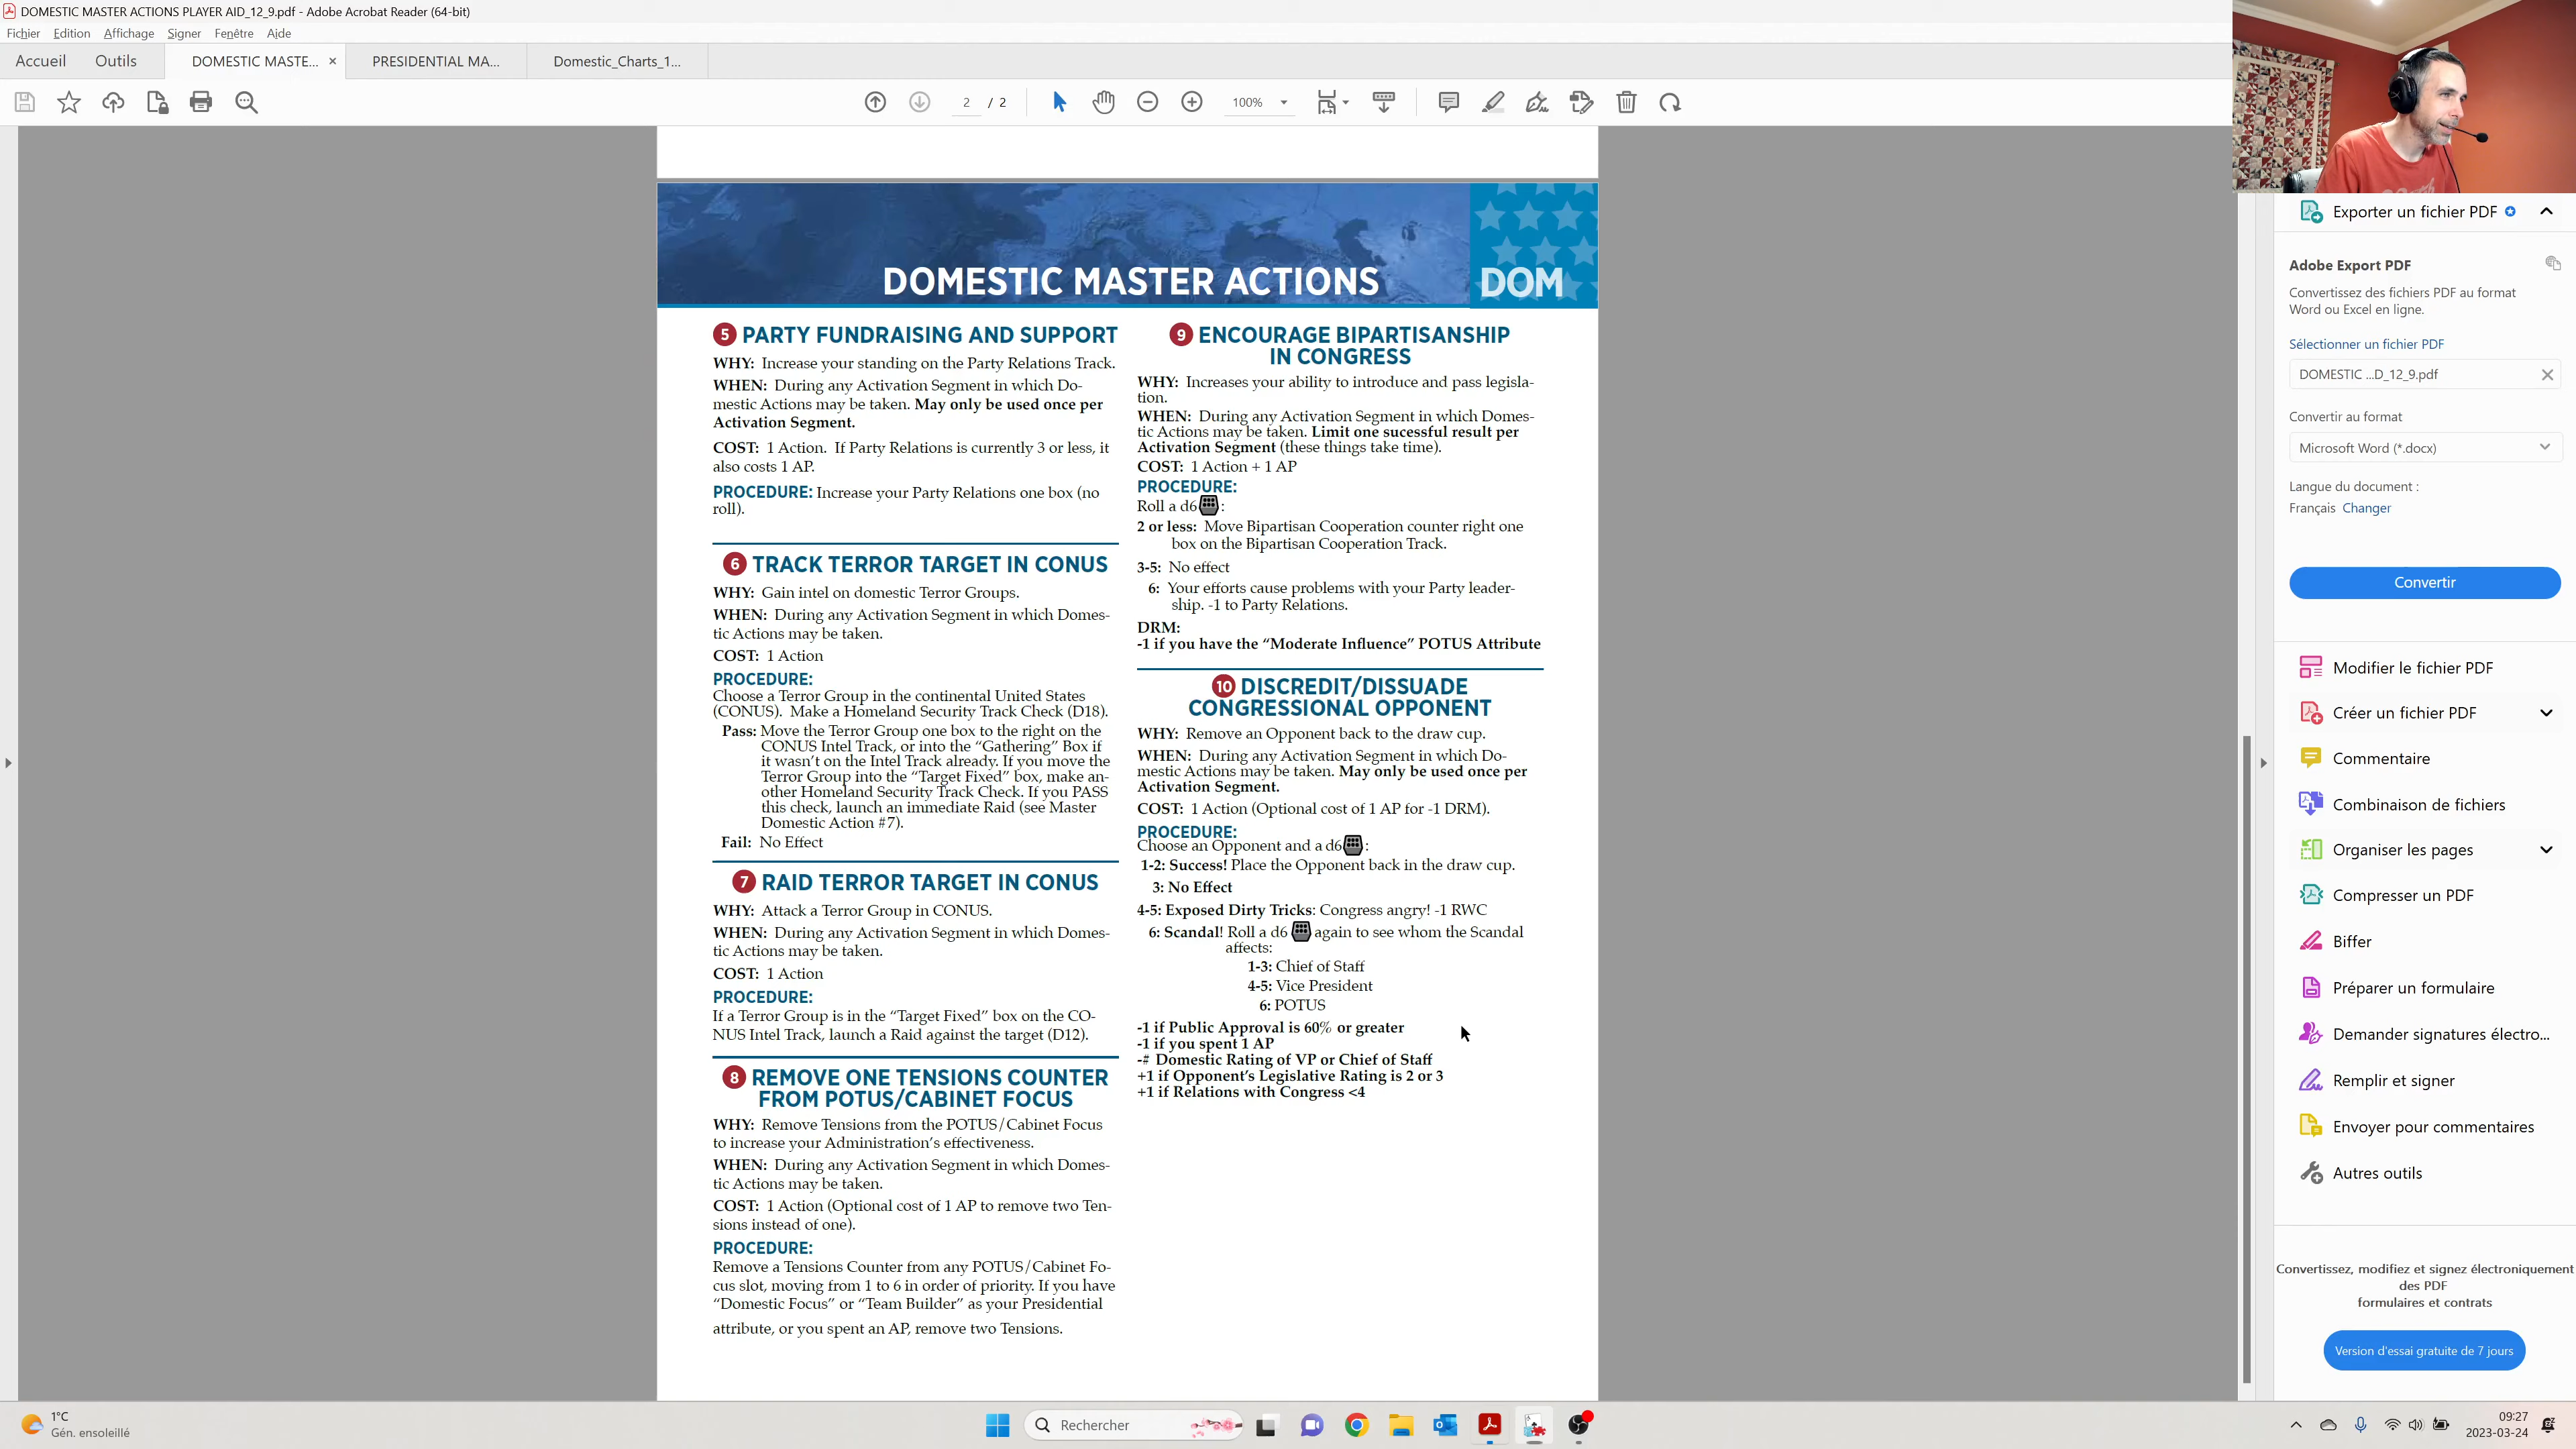 DOMESTIC MASTER ACTIONS PLAYER AID_12_9.pdf - Adobe Acrobat Reader (64-bit)
Fichier Edition Affichage Signer Fenêtre Aide
Accueil Outils DOMESTIC MASTE... × PRESIDENTIAL MA... Domestic_Charts_1...
2 / 2 100%
DOMESTIC MASTER ACTIONS DOM
5 PARTY FUNDRAISING AND SUPPORT
WHY: Increase your standing on the Party Relations Track.
WHEN: During any Activation Segment in which Do-
mestic Actions may be taken. May only be used once per
Activation Segment.
COST: 1 Action. If Party Relations is currently 3 or less, it
also costs 1 AP.
PROCEDURE: Increase your Party Relations one box (no
roll).
6 TRACK TERROR TARGET IN CONUS
WHY: Gain intel on domestic Terror Groups.
WHEN: During any Activation Segment in which Domes-
tic Actions may be taken.
COST: 1 Action
PROCEDURE:
Choose a Terror Group in the continental United States
(CONUS). Make a Homeland Security Track Check (D18).
Pass: Move the Terror Group one box to the right on the
CONUS Intel Track, or into the “Gathering” Box if
it wasn’t on the Intel Track already. If you move the
Terror Group into the “Target Fixed” box, make an-
other Homeland Security Track Check. If you PASS
this check, launch an immediate Raid (see Master
Domestic Action #7).
Fail: No Effect
7 RAID TERROR TARGET IN CONUS
WHY: Attack a Terror Group in CONUS.
WHEN: During any Activation Segment in which Domes-
tic Actions may be taken.
COST: 1 Action
PROCEDURE:
If a Terror Group is in the “Target Fixed” box on the CO-
NUS Intel Track, launch a Raid against the target (D12).
8 REMOVE ONE TENSIONS COUNTER
FROM POTUS/CABINET FOCUS
WHY: Remove Tensions from the POTUS/Cabinet Focus
to increase your Administration’s effectiveness.
WHEN: During any Activation Segment in which Domes-
tic Actions may be taken.
COST: 1 Action (Optional cost of 1 AP to remove two Ten-
sions instead of one).
PROCEDURE:
Remove a Tensions Counter from any POTUS/Cabinet Fo-
cus slot, moving from 1 to 6 in order of priority. If you have
“Domestic Focus” or “Team Builder” as your Presidential
attribute, or you spent an AP, remove two Tensions.
9 ENCOURAGE BIPARTISANSHIP
IN CONGRESS
WHY: Increases your ability to introduce and pass legisla-
tion.
WHEN: During any Activation Segment in which Domes-
tic Actions may be taken. Limit one sucessful result per
Activation Segment (these things take time).
COST: 1 Action + 1 AP
PROCEDURE:
Roll a d6 :
2 or less: Move Bipartisan Cooperation counter right one
box on the Bipartisan Cooperation Track.
3-5: No effect
6: Your efforts cause problems with your Party leader-
ship. -1 to Party Relations.
DRM:
-1 if you have the “Moderate Influence” POTUS Attribute
10 DISCREDIT/DISSUADE
CONGRESSIONAL OPPONENT
WHY: Remove an Opponent back to the draw cup.
WHEN: During any Activation Segment in which Do-
mestic Actions may be taken. May only be used once per
Activation Segment.
COST: 1 Action (Optional cost of 1 AP for -1 DRM).
PROCEDURE:
Choose an Opponent and a d6 :
1-2: Success! Place the Opponent back in the draw cup.
3: No Effect
4-5: Exposed Dirty Tricks: Congress angry! -1 RWC
6: Scandal! Roll a d6 again to see whom the Scandal
affects:
1-3: Chief of Staff
4-5: Vice President
6: POTUS
-1 if Public Approval is 60% or greater
-1 if you spent 1 AP
-# Domestic Rating of VP or Chief of Staff
+1 if Opponent’s Legislative Rating is 2 or 3
+1 if Relations with Congress <4
Exporter un fichier PDF
Adobe Export PDF
Convertissez des fichiers PDF au format
Word ou Excel en ligne.
Sélectionner un fichier PDF
DOMESTIC ...D_12_9.pdf
Convertir au format
Microsoft Word (*.docx)
Langue du document :
Français Changer
Convertir
Modifier le fichier PDF
Créer un fichier PDF
Commentaire
Combinaison de fichiers
Organiser les pages
Compresser un PDF
Biffer
Préparer un formulaire
Demander signatures électro...
Remplir et signer
Envoyer pour commentaires
Autres outils
Convertissez, modifiez et signez électroniquement
des PDF
formulaires et contrats
Version d'essai gratuite de 7 jours
1°C
Gén. ensoleillé
Rechercher
09:27
2023-03-24